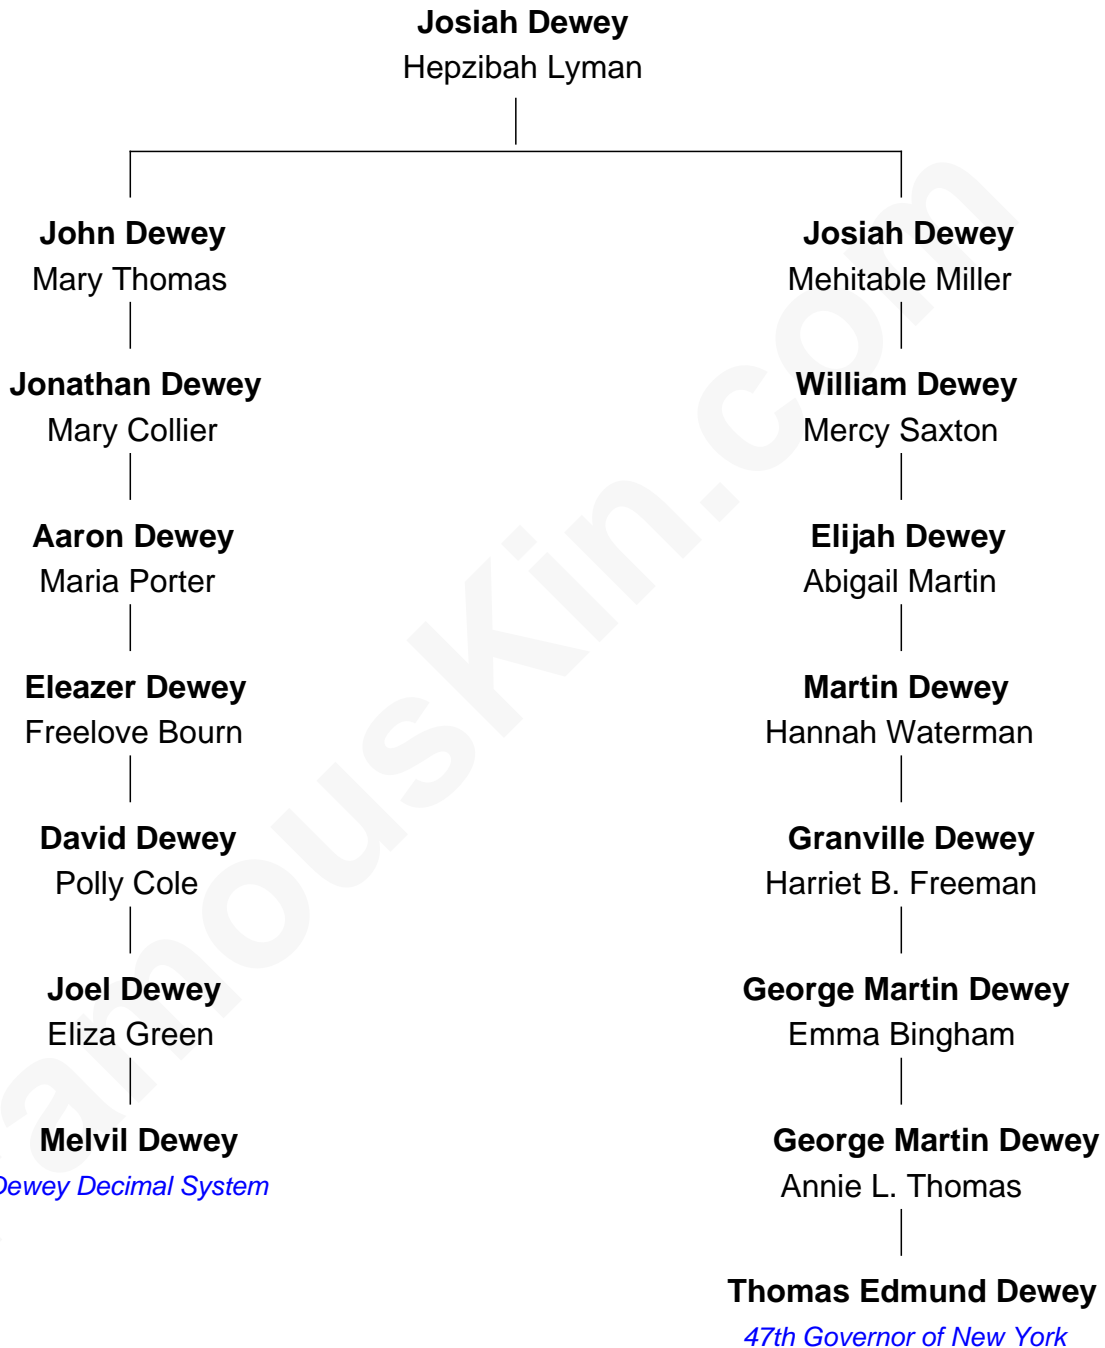 Josiah Dewey
Hepzibah Lyman
John Dewey
Mary Thomas
Jonathan Dewey
Mary Collier
Aaron Dewey
Maria Porter
Eleazer Dewey
Freelove Bourn
David Dewey
Polly Cole
Joel Dewey
Eliza Green
Melvil Dewey
Dewey Decimal System
Josiah Dewey
Mehitable Miller
William Dewey
Mercy Saxton
Elijah Dewey
Abigail Martin
Martin Dewey
Hannah Waterman
Granville Dewey
Harriet B. Freeman
George Martin Dewey
Emma Bingham
George Martin Dewey
Annie L. Thomas
Thomas Edmund Dewey
47th Governor of New York
amousKin.com